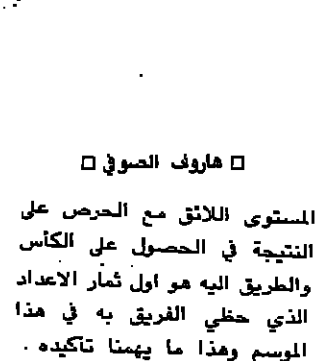 □ هاروف الصوفي □
المستوى اللائق مع الحرص على
النتيجة في الحصول على الكأس
والطريق اليه هو اول ثمار الاعداد
الذي حظي الفريق به في هذا
الموسم وهذا ما يهمنا تأكيده .